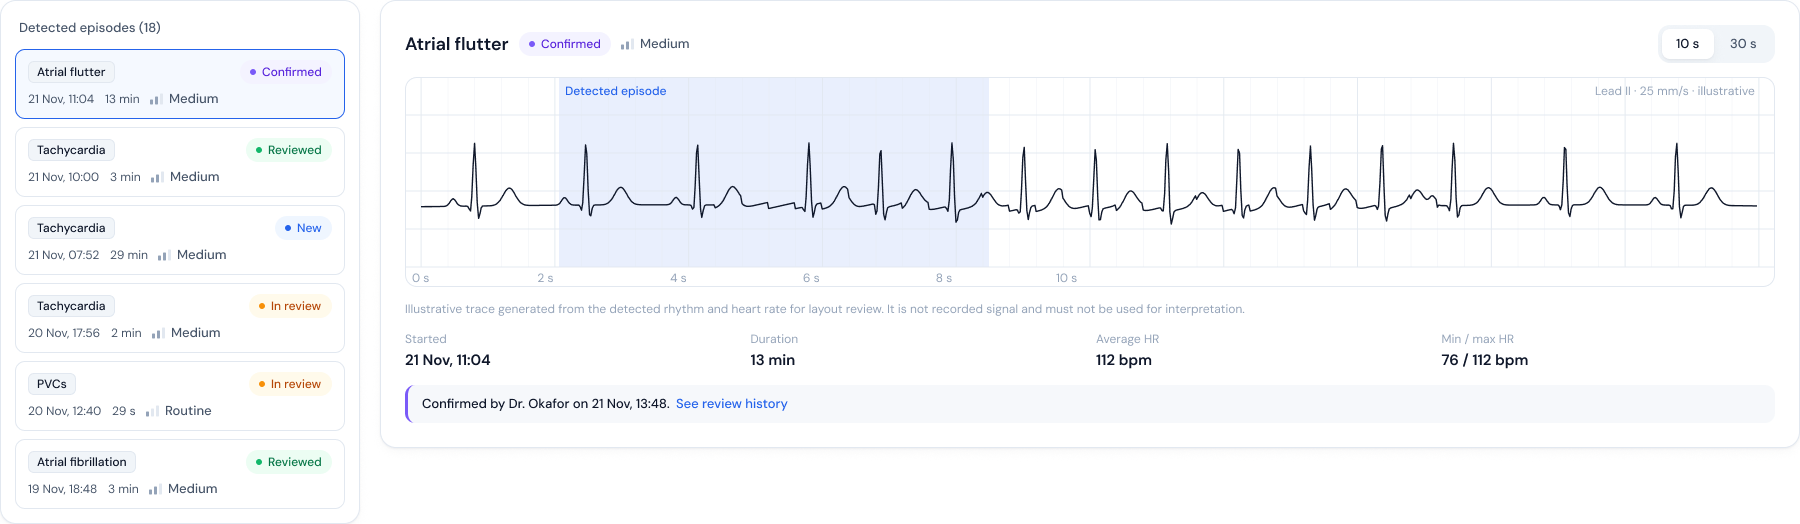 Detected episodes (18)
Atrial flutter
Confirmed
21 Nov, 11:04 13 min Medium
Tachycardia
Reviewed
21 Nov, 10:00 3 min Medium
Tachycardia
New
21 Nov, 07:52 29 min Medium
Tachycardia
In review
20 Nov, 17:56 2 min Medium
PVCs
In review
20 Nov, 12:40 29 s Routine
Atrial fibrillation
Reviewed
19 Nov, 18:48 3 min Medium
Atrial flutter Confirmed Medium
10 s 30 s
Detected episode
Lead II · 25 mm/s · illustrative
0 s 2 s 4 s 6 s 8 s 10 s
Illustrative trace generated from the detected rhythm and heart rate for layout review. It is not recorded signal and must not be used for interpretation.
Started Duration Average HR Min / max HR
21 Nov, 11:04 13 min 112 bpm 76 / 112 bpm
Confirmed by Dr. Okafor on 21 Nov, 13:48. See review history